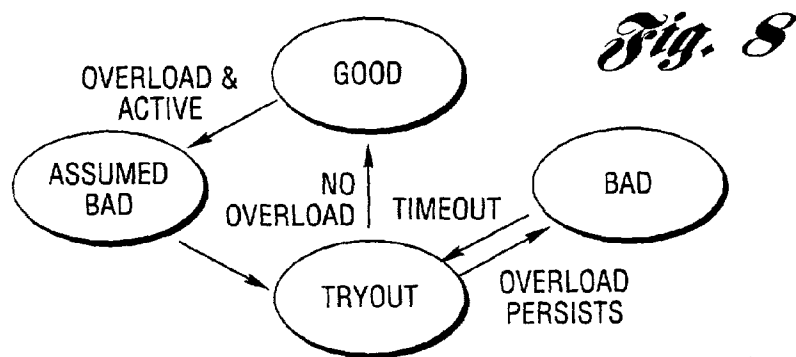 Fig. 8
OVERLOAD &
ACTIVE
GOOD
ASSUMED
BAD
NO
OVERLOAD
TIMEOUT
BAD
TRYOUT
OVERLOAD
PERSISTS